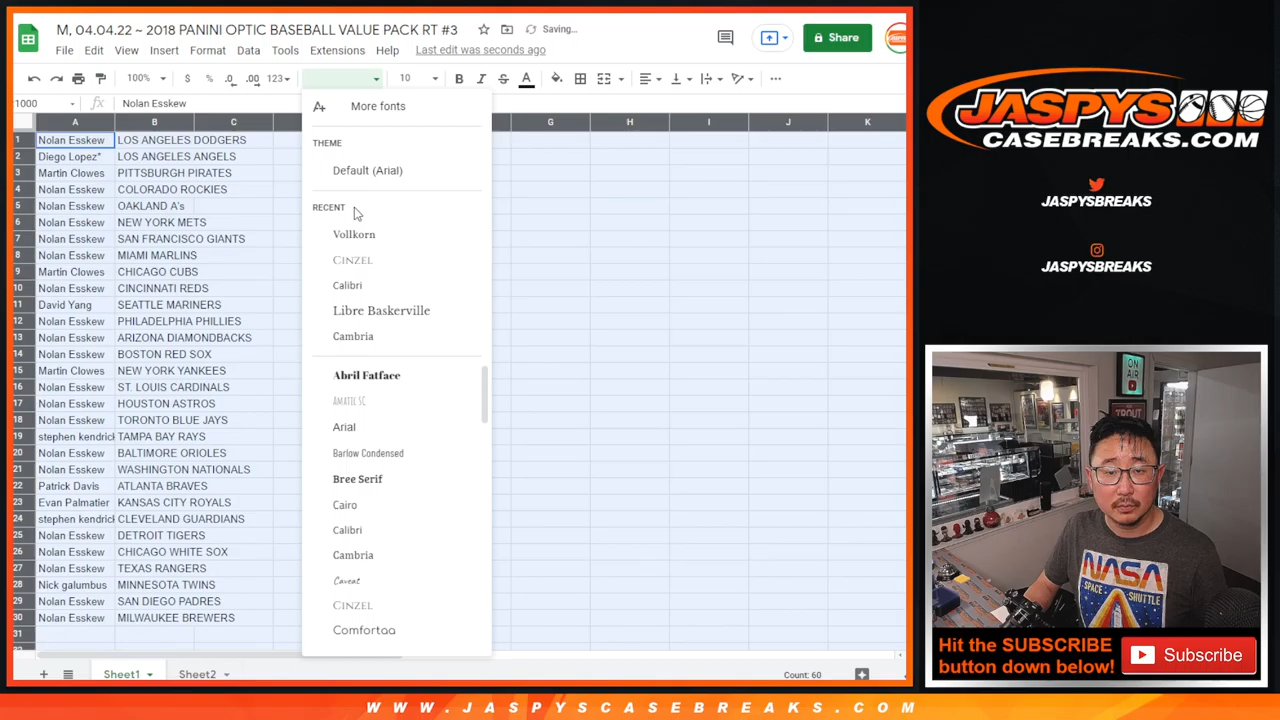 M, 04.04.22 ~ 2018 PANINI OPTIC BASEBALL VALUE PACK RT #3
Saving...
File Edit View Insert Format Data Tools Extensions Help Last edit was seconds ago
Share
100% $ % .0 .00 123 10 B I S A
1000 fx Nolan Esskew
A B C G H I J K
1 Nolan Esskew LOS ANGELES DODGERS
2 Diego Lopez* LOS ANGELES ANGELS
3 Martin Clowes PITTSBURGH PIRATES
4 Nolan Esskew COLORADO ROCKIES
5 Nolan Esskew OAKLAND A's
6 Nolan Esskew NEW YORK METS
7 Nolan Esskew SAN FRANCISCO GIANTS
8 Nolan Esskew MIAMI MARLINS
9 Martin Clowes CHICAGO CUBS
10 Nolan Esskew CINCINNATI REDS
11 David Yang SEATTLE MARINERS
12 Nolan Esskew PHILADELPHIA PHILLIES
13 Nolan Esskew ARIZONA DIAMONDBACKS
14 Nolan Esskew BOSTON RED SOX
15 Martin Clowes NEW YORK YANKEES
16 Nolan Esskew ST. LOUIS CARDINALS
17 Nolan Esskew HOUSTON ASTROS
18 Nolan Esskew TORONTO BLUE JAYS
19 stephen kendrick TAMPA BAY RAYS
20 Nolan Esskew BALTIMORE ORIOLES
21 Nolan Esskew WASHINGTON NATIONALS
22 Patrick Davis ATLANTA BRAVES
23 Evan Palmatier KANSAS CITY ROYALS
24 stephen kendrick CLEVELAND GUARDIANS
25 Nolan Esskew DETROIT TIGERS
26 Nolan Esskew CHICAGO WHITE SOX
27 Nolan Esskew TEXAS RANGERS
28 Nick galumbus MINNESOTA TWINS
29 Nolan Esskew SAN DIEGO PADRES
30 Nolan Esskew MILWAUKEE BREWERS
31
More fonts
THEME
Default (Arial)
RECENT
Vollkorn
CINZEL
Calibri
Libre Baskerville
Cambria
Abril Fatface
AMATIC SC
Arial
Barlow Condensed
Bree Serif
Cairo
Calibri
Cambria
Caveat
CINZEL
Comfortaa
Sheet1 Sheet2
Count: 60
JASPYS
CASEBREAKS.COM
JASPYSBREAKS
JASPYSBREAKS
ON AIR
TROUT
NASA
SPACE SHUTTLE
Hit the SUBSCRIBE
button down below!
Subscribe
WWW.JASPYSCASEBREAKS.COM